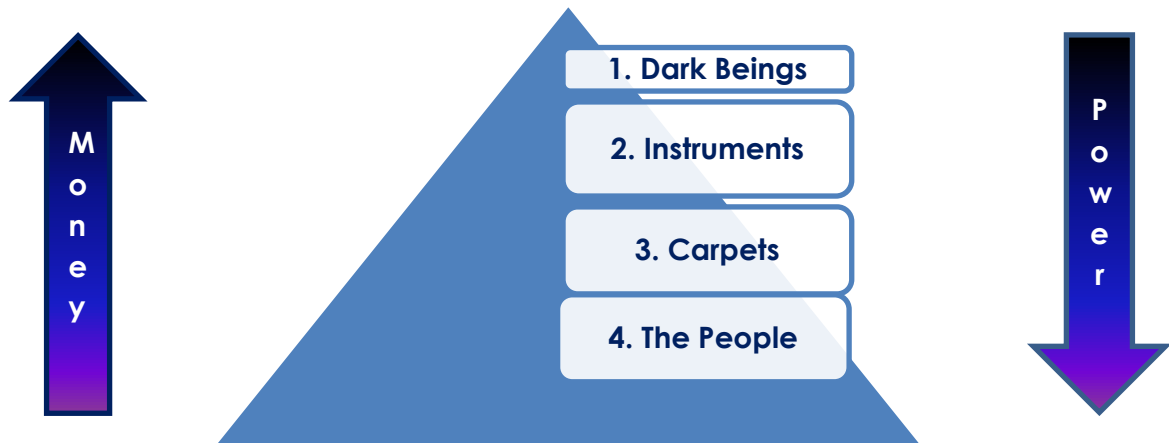 Money
1. Dark Beings
2. Instruments
3. Carpets
4. The People
Power